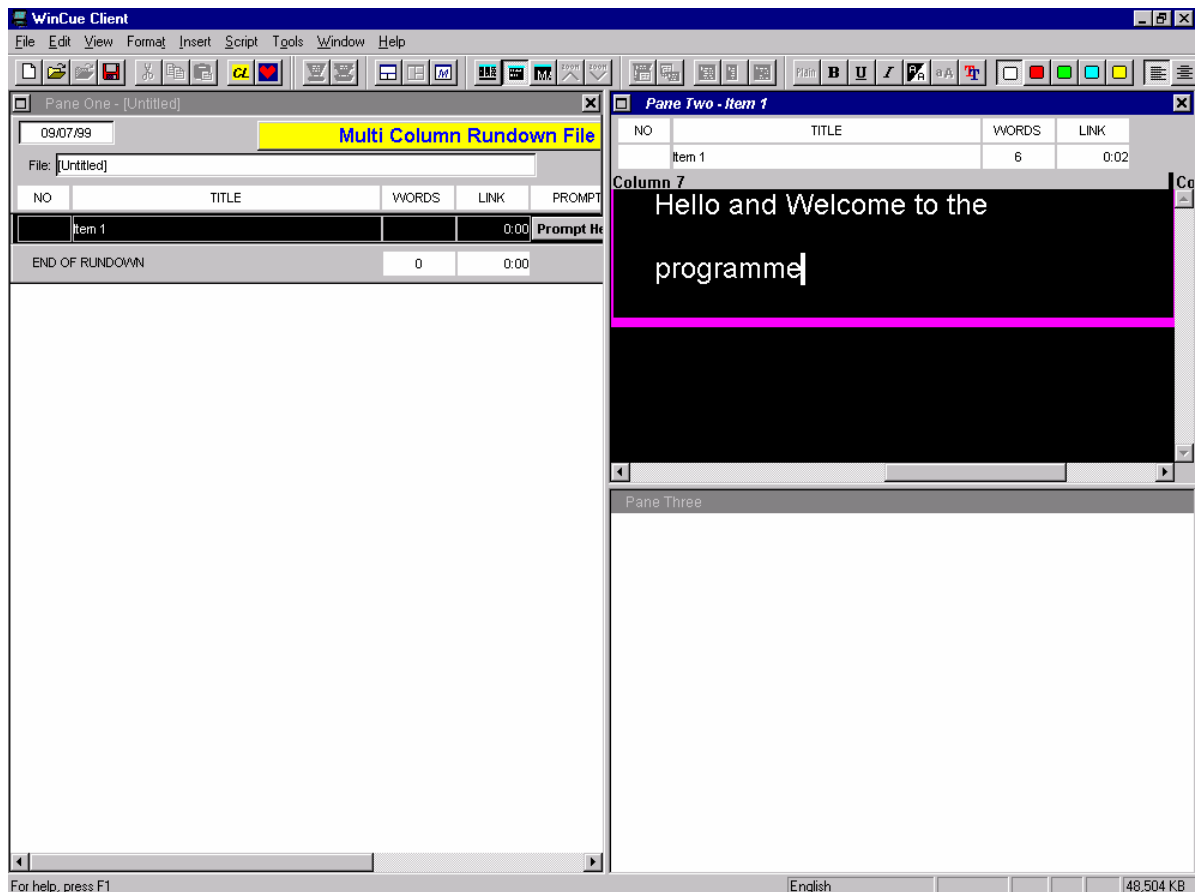 WinCue Client
File Edit View Format Insert Script Tools Window Help
CL M M. ZOOM ZOOM Plain B U I aA
Pane One - [Untitled]
09/07/99 Multi Column Rundown File
File: [Untitled]
NO TITLE WORDS LINK PROMPT
Item 1 0:00 Prompt He
END OF RUNDOWN 0 0:00
Pane Two - Item 1
NO TITLE WORDS LINK
Item 1 6 0:02
Column 7 Co
Hello and Welcome to the
programme
Pane Three
For help, press F1 English 48,504 KB